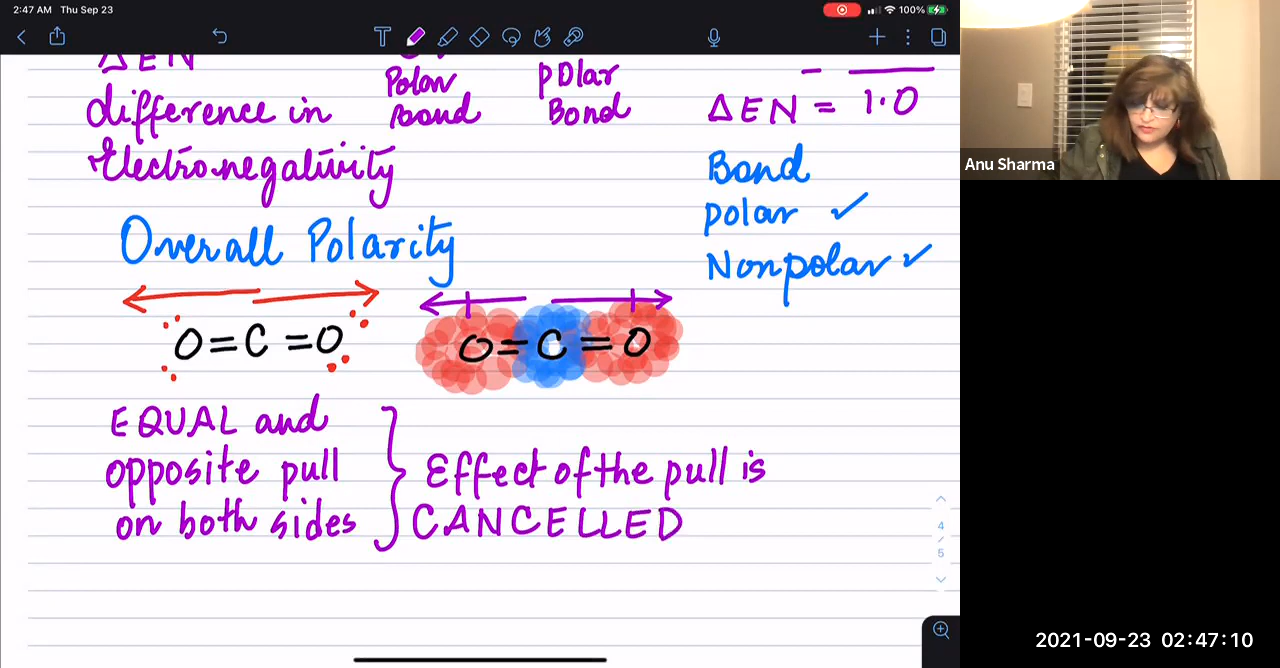 2:47 AM Thu Sep 23
100%
T
ΔEN
Polar
Bond
polar
Bond
difference in
Electronegativity
ΔEN = 1.0
Bond
polar ✓
Nonpolar ✓
Overall Polarity
O=C=O
O=C=O
EQUAL and
opposite pull
on both sides
Effect of the pull is
CANCELLED
4
/
5
Anu Sharma
2021-09-23 02:47:10